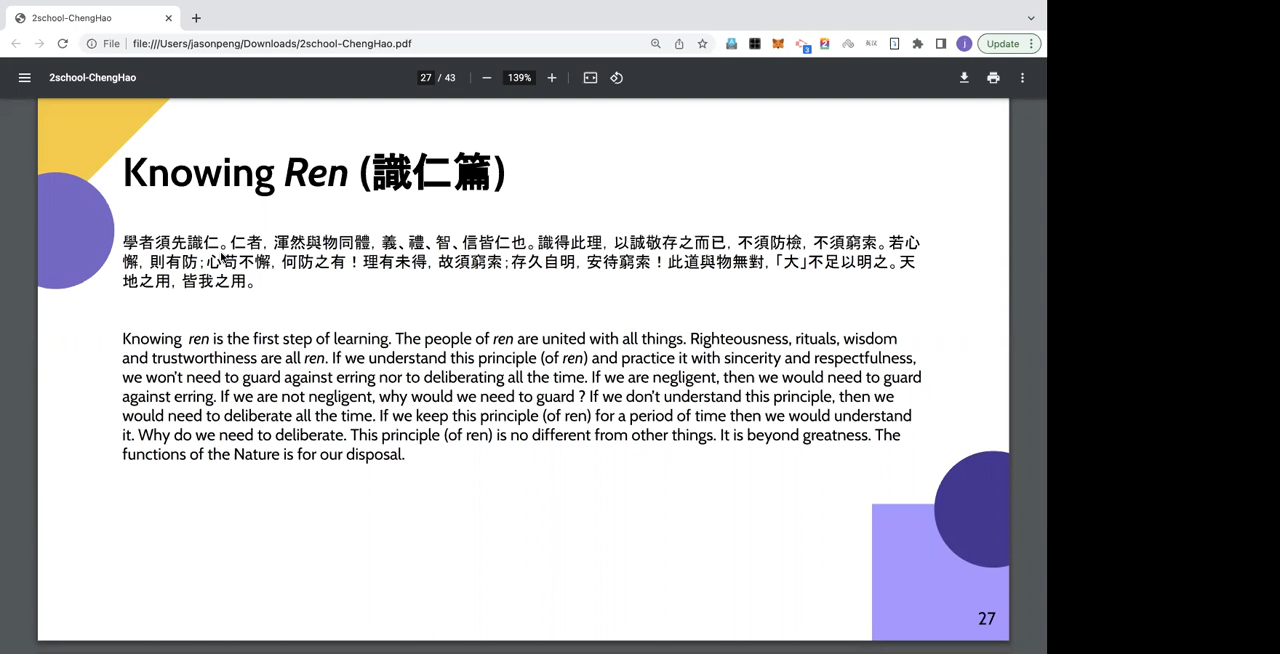 2school-ChengHao
File
file:///Users/jasonpeng/Downloads/2school-ChengHao.pdf
Update
2school-ChengHao
27 / 43
139%
Knowing Ren (識仁篇)
學者須先識仁。仁者，渾然與物同體，義、禮、智、信皆仁也。識得此理，以誠敬存之而已，不須防檢，不須窮索。若心
懈，則有防；心苟不懈，何防之有！理有未得，故須窮索；存久自明，安待窮索！此道與物無對，「大」不足以明之。天
地之用，皆我之用。
Knowing ren is the first step of learning. The people of ren are united with all things. Righteousness, rituals, wisdom
and trustworthiness are all ren. If we understand this principle (of ren) and practice it with sincerity and respectfulness,
we won't need to guard against erring nor to deliberating all the time. If we are negligent, then we would need to guard
against erring. If we are not negligent, why would we need to guard ? If we don't understand this principle, then we
would need to deliberate all the time. If we keep this principle (of ren) for a period of time then we would understand
it. Why do we need to deliberate. This principle (of ren) is no different from other things. It is beyond greatness. The
functions of the Nature is for our disposal.
27